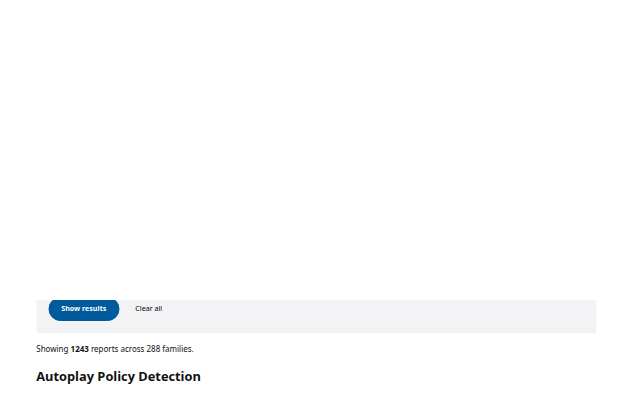 Show results Clear all
Showing 1243 reports across 288 families.
Autoplay Policy Detection